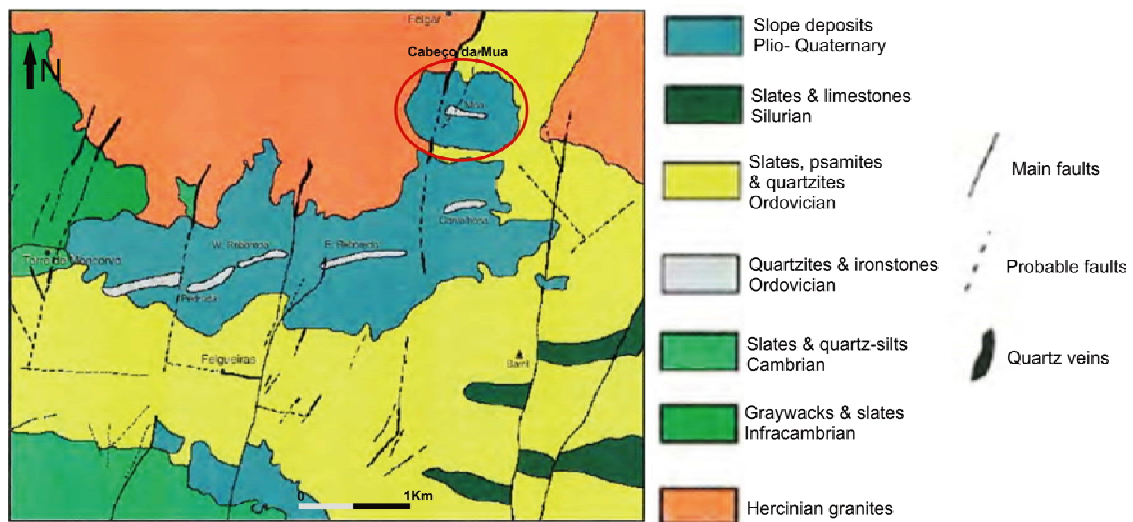 Felgar
Cabeço da Mua
N
Mua
Carvalhosa
W. Reboredo
E. Reboredo
Torre de Moncorvo
Pedrada
Felgueiras
Barril
0
1Km
Slope deposits
Plio- Quaternary
Slates & limestones
Silurian
Slates, psamites
& quartzites
Ordovician
Quartzites & ironstones
Ordovician
Slates & quartz-silts
Cambrian
Graywacks & slates
Infracambrian
Hercinian granites
Main faults
Probable faults
Quartz veins